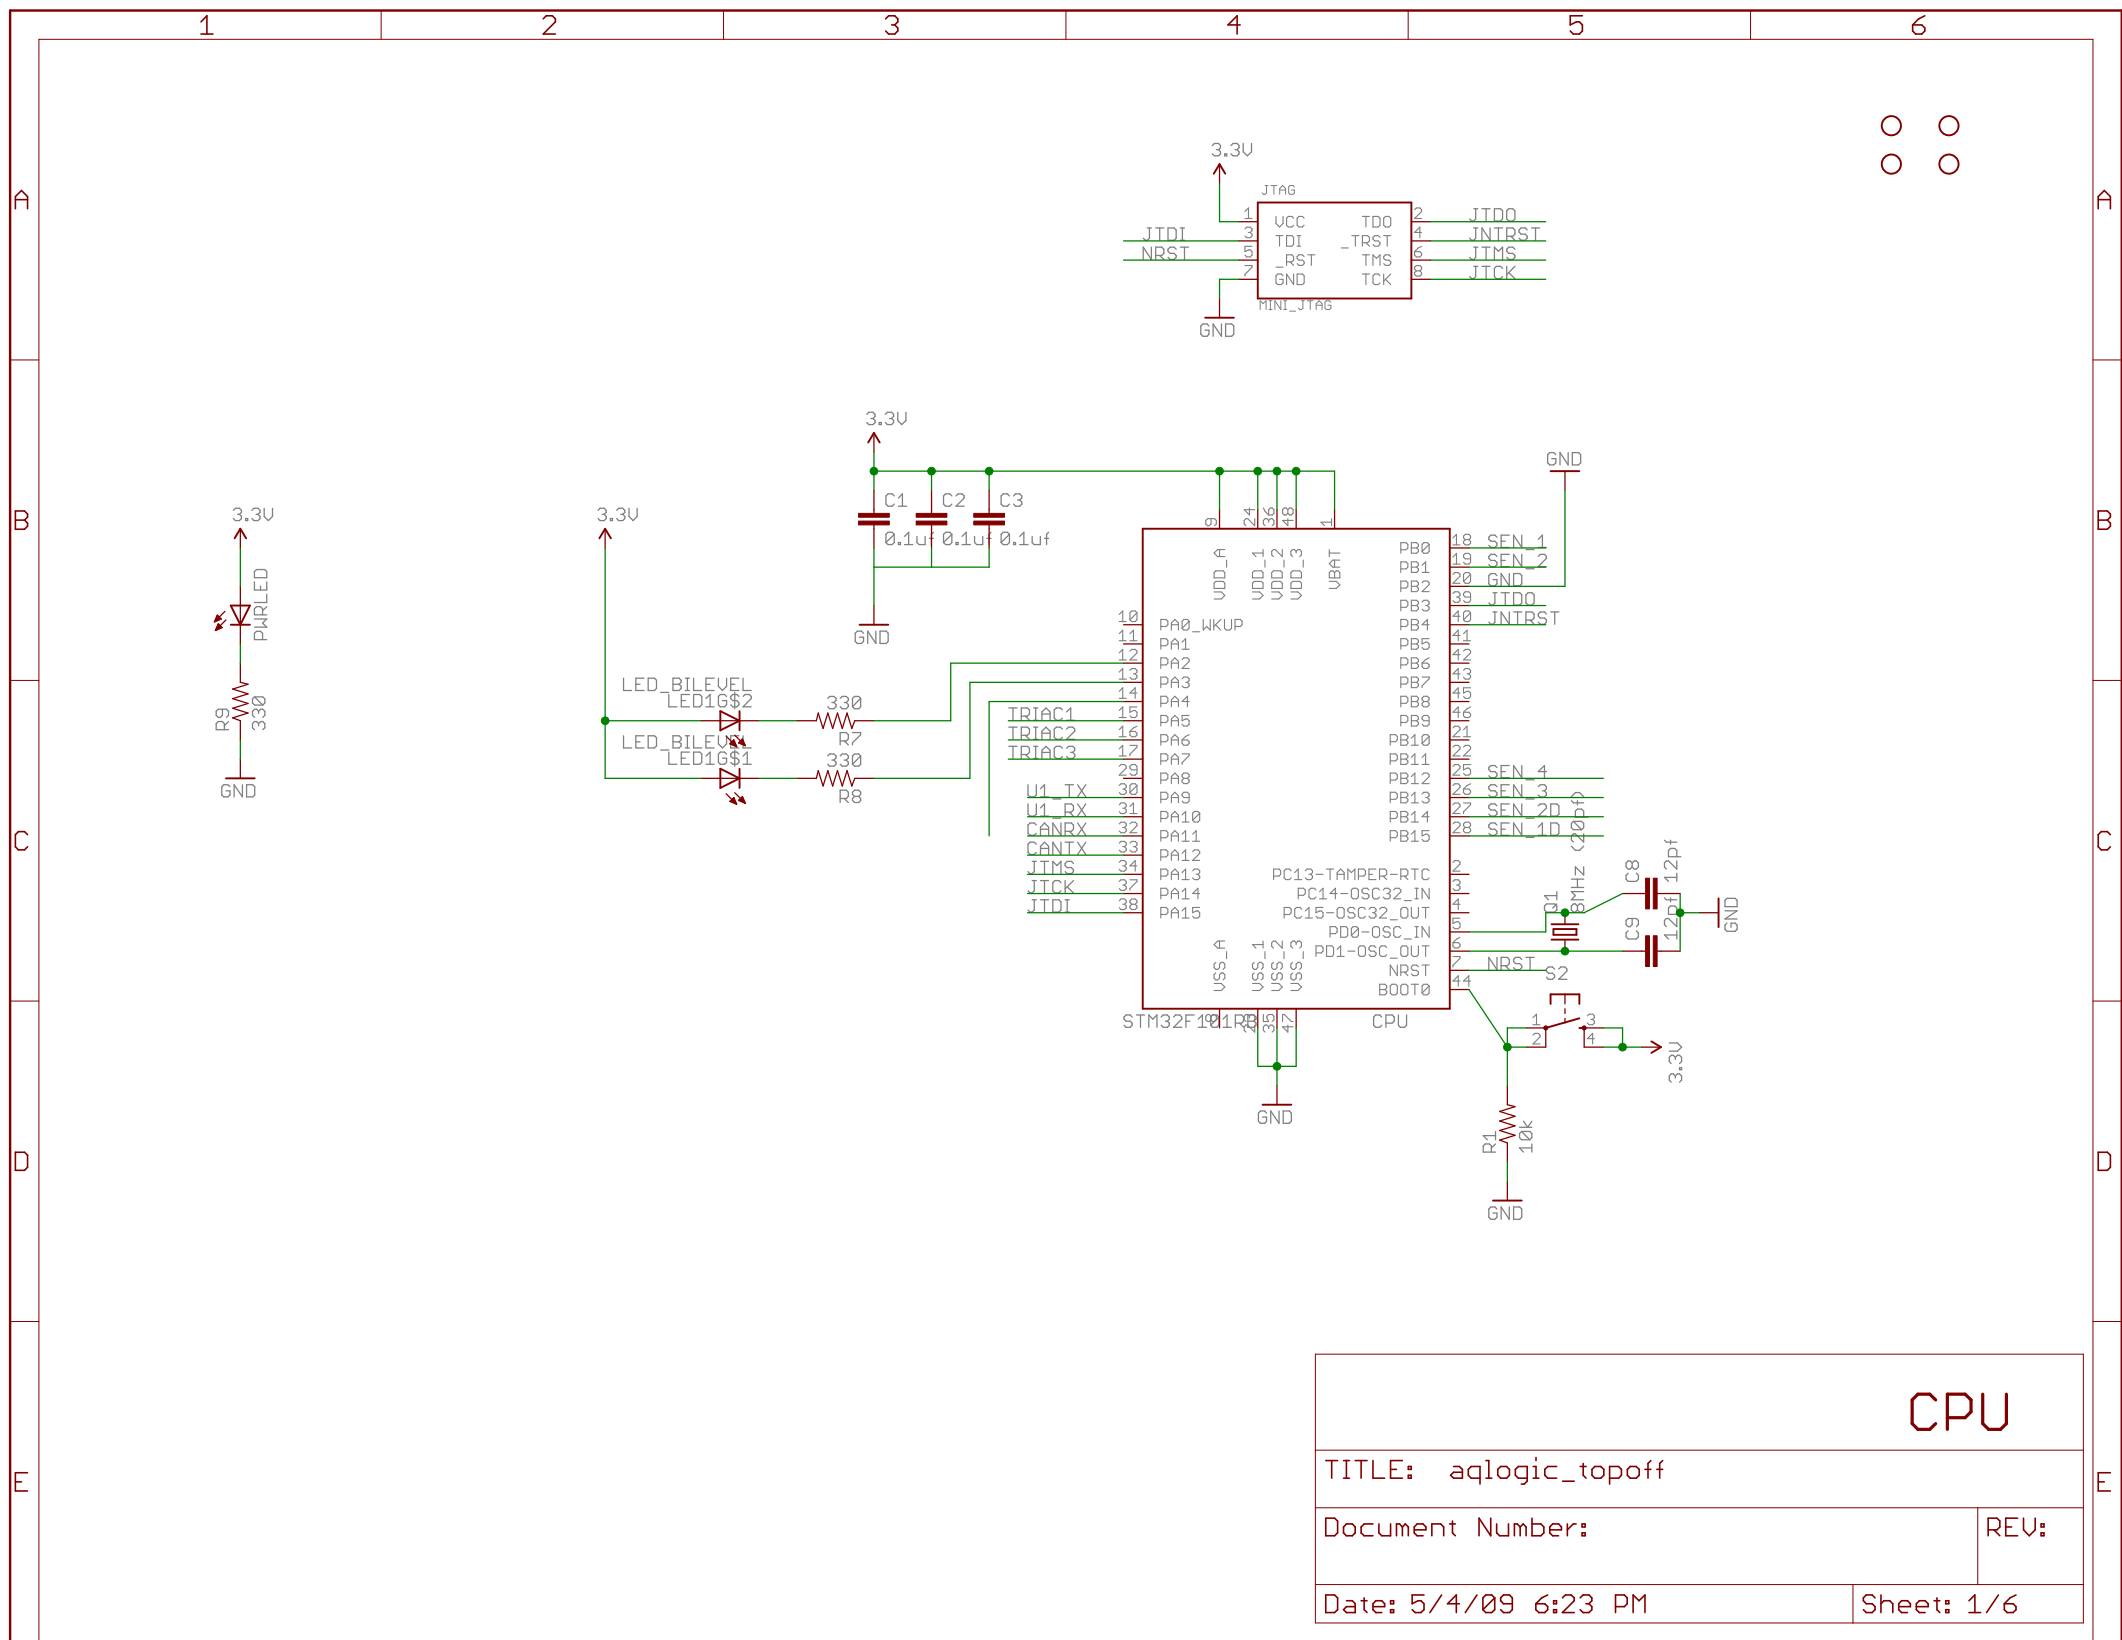 1 2 3 4 5 6
A A
3.3V
JTAG
1 VCC TDO 2 JTDO
JTDI 3 TDI _TRST 4 JNTRST
NRST 5 _RST TMS 6 JTMS
7 GND TCK 8 JTCK
MINI_JTAG
GND
B B
3.3V
C1 C2 C3
0.1uf 0.1uf 0.1uf
GND
3.3V
PWRLED
R9
330
GND
3.3V
LED_BILEVEL
LED1G$2
330
R7
LED_BILEVEL
LED1G$1
330
R8
GND
9 24 36 48 1
VDD_A VDD_1 VDD_2 VDD_3 VBAT
10 PA0_WKUP
11 PA1
12 PA2
13 PA3
14 PA4
TRIAC1 15 PA5
TRIAC2 16 PA6
TRIAC3 17 PA7
29 PA8
U1_TX 30 PA9
U1_RX 31 PA10
CANRX 32 PA11
CANTX 33 PA12
JTMS 34 PA13
JTCK 37 PA14
JTDI 38 PA15
PB0 18 SEN_1
PB1 19 SEN_2
PB2 20 GND
PB3 39 JTDO
PB4 40 JNTRST
PB5 41
PB6 42
PB7 43
PB8 45
PB9 46
PB10 21
PB11 22
PB12 25 SEN_4
PB13 26 SEN_3
PB14 27 SEN_2D
PB15 28 SEN_1D
PC13-TAMPER-RTC 2
PC14-OSC32_IN 3
PC15-OSC32_OUT 4
PD0-OSC_IN 5
PD1-OSC_OUT 6
NRST 7 NRST
BOOT0 44
VSS_A VSS_1 VSS_2 VSS_3
35 47
STM32F101RB CPU
GND
Q1
8MHz (20pf)
C8
12pf
C9
12pf
GND
S2
1 3
2 4
3.3V
R1
10k
GND
C C
D D
E E
CPU
TITLE: aqlogic_topoff
Document Number: REV:
Date: 5/4/09 6:23 PM Sheet: 1/6